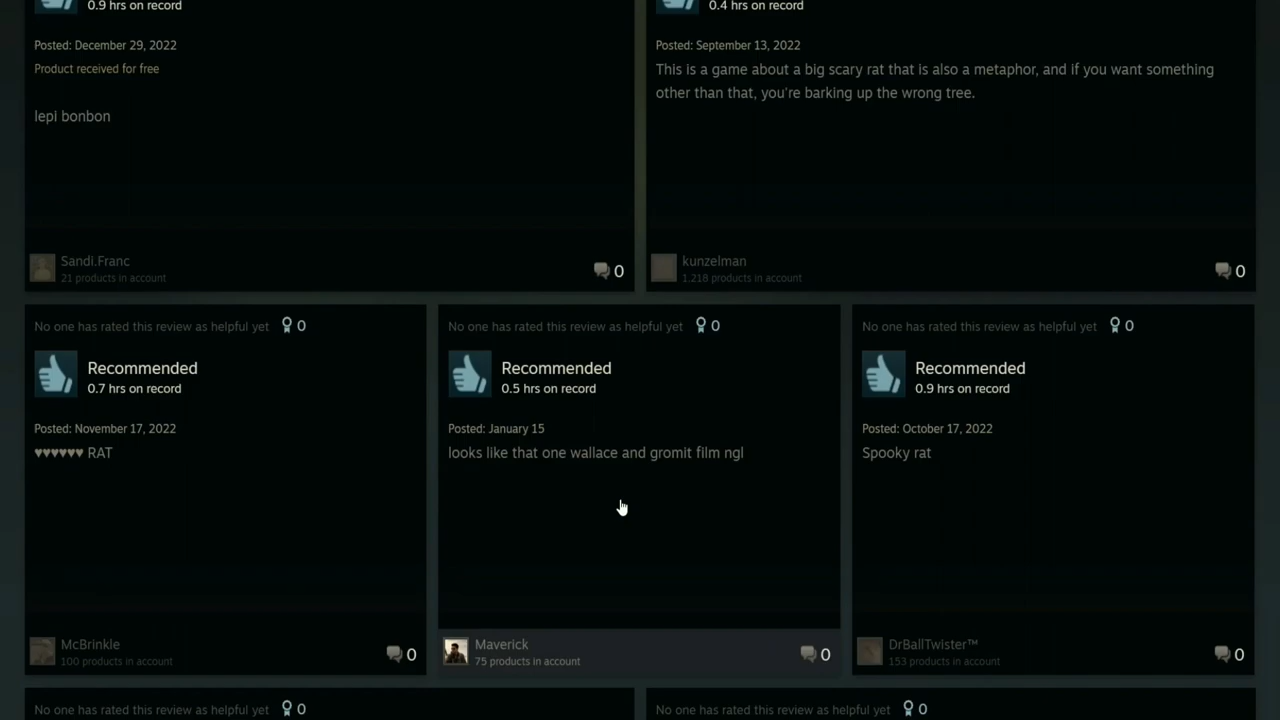 0.9 hrs on record
Posted: December 29, 2022
Product received for free
lepi bonbon
Sandi.Franc
21 products in account
0
0.4 hrs on record
Posted: September 13, 2022
This is a game about a big scary rat that is also a metaphor, and if you want something
other than that, you're barking up the wrong tree.
kunzelman
1,218 products in account
0
No one has rated this review as helpful yet 0
Recommended
0.7 hrs on record
Posted: November 17, 2022
♥♥♥♥♥♥ RAT
McBrinkle
100 products in account
0
No one has rated this review as helpful yet 0
Recommended
0.5 hrs on record
Posted: January 15
looks like that one wallace and gromit film ngl
Maverick
75 products in account
0
No one has rated this review as helpful yet 0
Recommended
0.9 hrs on record
Posted: October 17, 2022
Spooky rat
DrBallTwister™
153 products in account
0
No one has rated this review as helpful yet 0
No one has rated this review as helpful yet 0